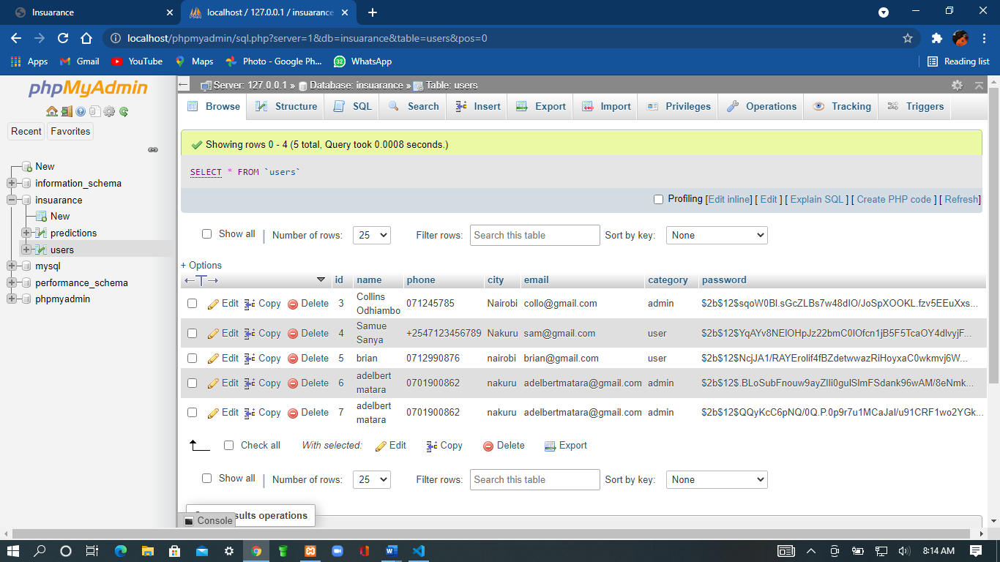 Insuarance
localhost / 127.0.0.1 / insuarance
localhost/phpmyadmin/sql.php?server=1&db=insuarance&table=users&pos=0
Apps Gmail YouTube Maps Photo - Google Ph... 32 WhatsApp Reading list
phpMyAdmin
Recent Favorites
New
information_schema
insuarance
New
predictions
users
mysql
performance_schema
phpmyadmin
Server: 127.0.0.1 » Database: insuarance » Table: users
Browse Structure SQL Search Insert Export Import Privileges Operations Tracking Triggers
Showing rows 0 - 4 (5 total, Query took 0.0008 seconds.)
SELECT * FROM `users`
Profiling [Edit inline] [ Edit ] [ Explain SQL ] [ Create PHP code ] [ Refresh]
Show all | Number of rows: 25 Filter rows: Search this table Sort by key: None
+ Options
←T→ id name phone city email category password
Edit Copy Delete 3 Collins Odhiambo 071245785 Nairobi collo@gmail.com admin $2b$12$sqoW0Bl.sGcZLBs7w48dIO/JoSpXOOKL.fzv5EEuXxs...
Edit Copy Delete 4 Samue Sanya +2547123456789 Nakuru sam@gmail.com user $2b$12$YqAYv8NEIOHpJz22bmC0IOfcn1jB5F5TcaOY4dlvyjF...
Edit Copy Delete 5 brian 0712990876 nairobi brian@gmail.com user $2b$12$NcjJA1/RAYErolif4fBZdetwwazRiHoyxaC0wkmvj6W...
Edit Copy Delete 6 adelbert matara 0701900862 nakuru adelbertmatara@gmail.com admin $2b$12$.BLoSubFnouw9ayZIli0gulSlmFSdank96wAM/8eNmk...
Edit Copy Delete 7 adelbert matara 0701900862 nakuru adelbertmatara@gmail.com admin $2b$12$QQyKcC6pNQ/0Q.P.0p9r7u1MCaJal/u91CRF1wo2YGk...
Check all With selected: Edit Copy Delete Export
Show all | Number of rows: 25 Filter rows: Search this table Sort by key: None
sults operations
Console
8:14 AM